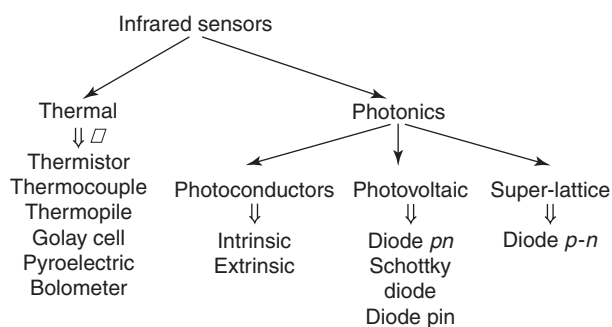 Infrared sensors
Thermal
Thermistor
Thermocouple
Thermopile
Golay cell
Pyroelectric
Bolometer
Photonics
Photoconductors
Intrinsic
Extrinsic
Photovoltaic
Diode pn
Schottky
diode
Diode pin
Super-lattice
Diode p-n